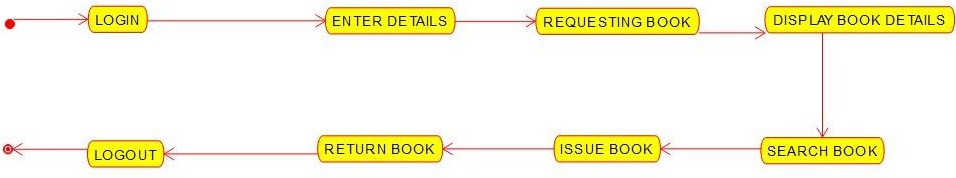 LOGIN
ENTER DETAILS
REQUESTING BOOK
DISPLAY BOOK DETAILS
SEARCH BOOK
ISSUE BOOK
RETURN BOOK
LOGOUT